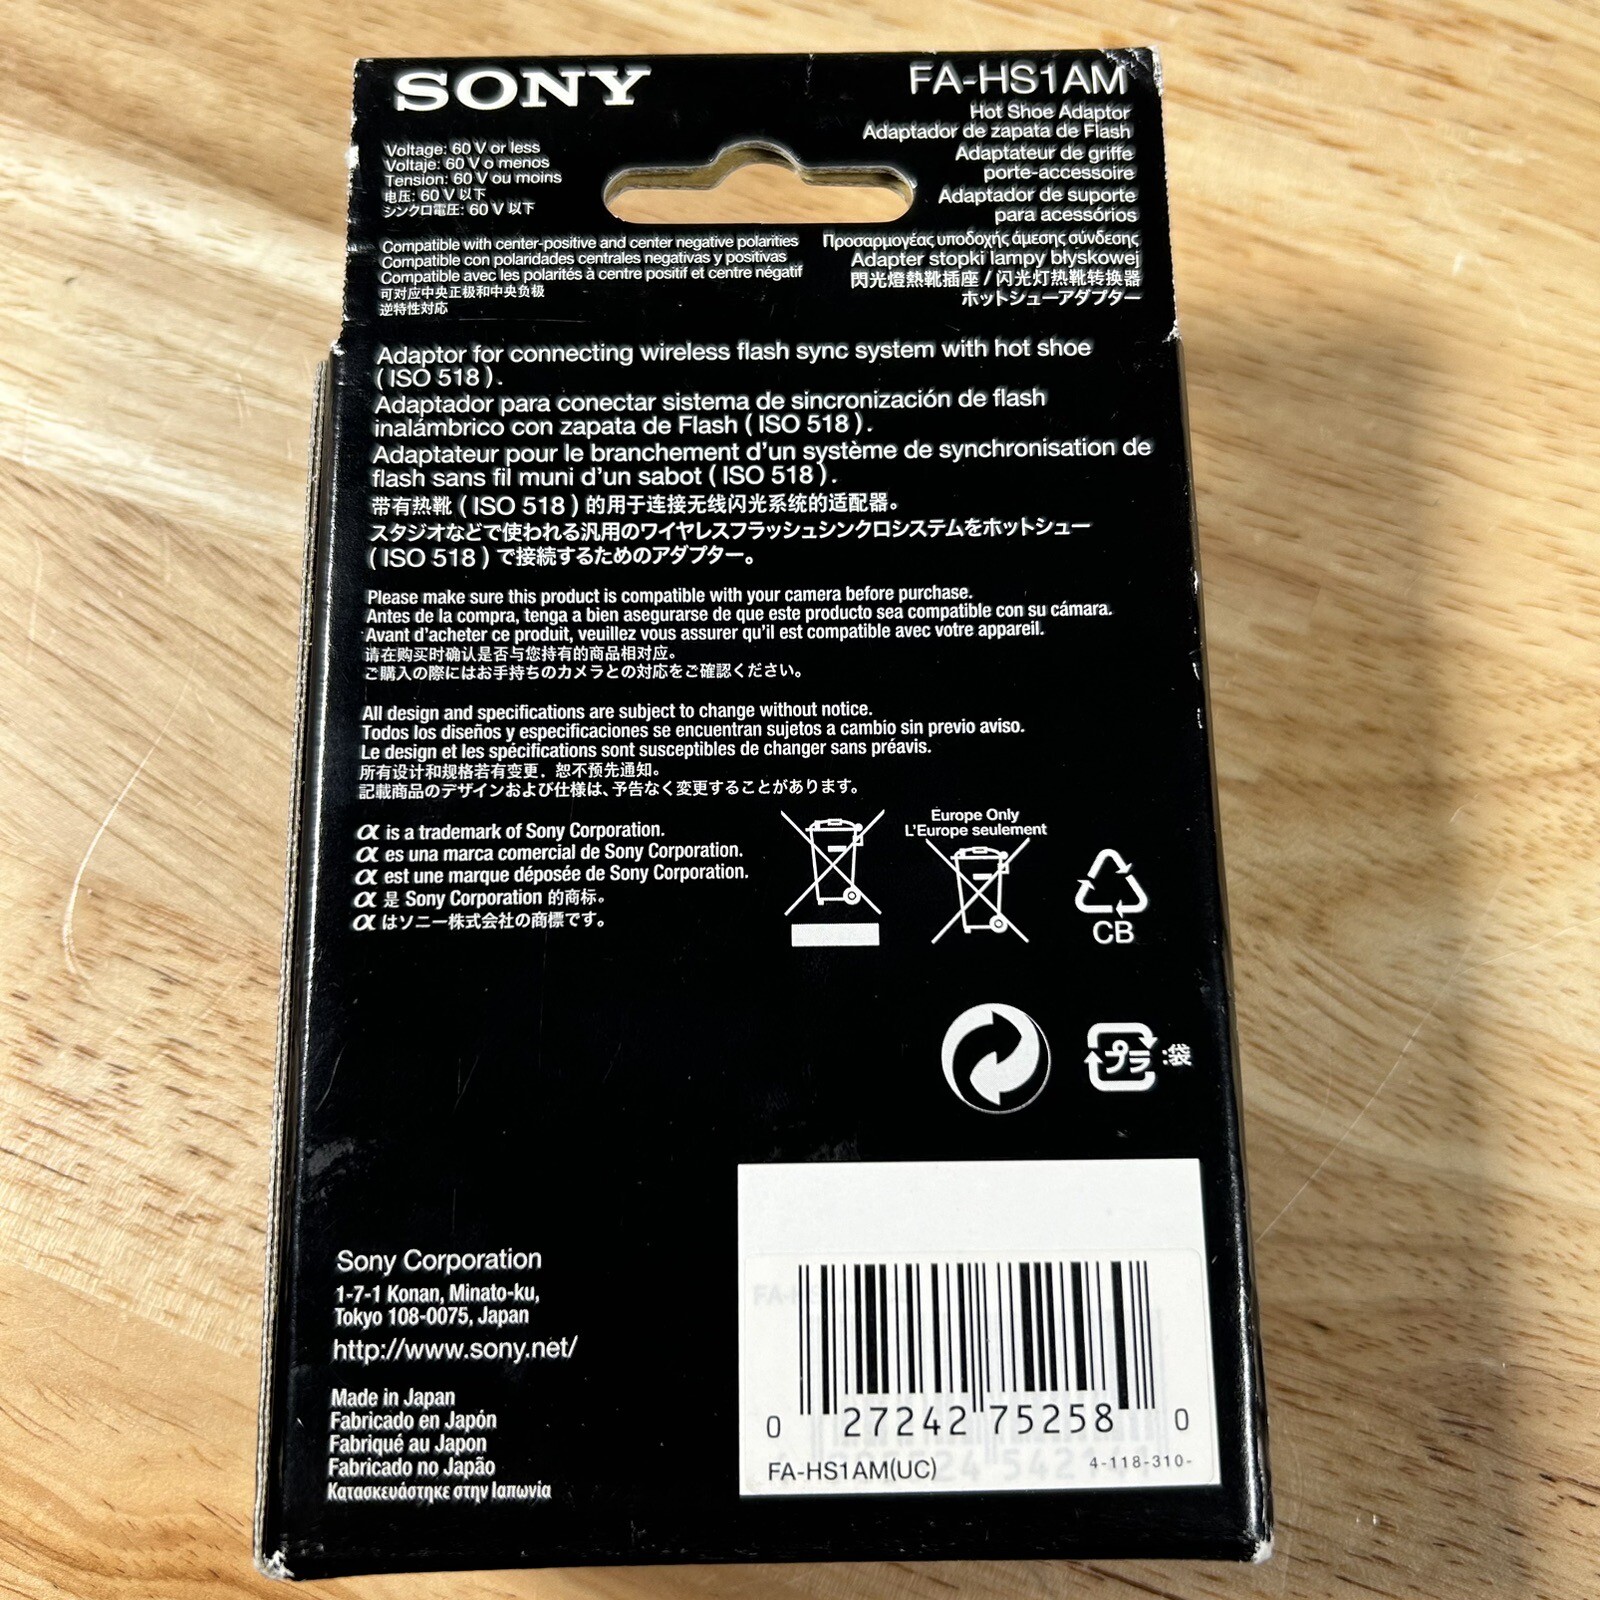 SONY
FA-HS1AM
Hot Shoe Adaptor
Adaptador de zapata de Flash
Adaptateur de griffe
porte-accessoire
Adaptador de suporte
para acessórios
Προσαρμογέας υποδοχής άμεσης σύνδεσης
Adapter stopki lampy błyskowej
閃光燈熱靴插座 / 闪光灯热靴转换器
ホットシューアダプター
Voltage: 60 V or less
Voltaje: 60 V o menos
Tension: 60 V ou moins
电压: 60 V 以下
シンクロ電圧: 60 V 以下
Compatible with center-positive and center negative polarities
Compatible con polaridades centrales negativas y positivas
Compatible avec les polarités à centre positif et centre négatif
可对应中央正极和中央负极
逆特性対応
Adaptor for connecting wireless flash sync system with hot shoe
( ISO 518 ).
Adaptador para conectar sistema de sincronización de flash
inalámbrico con zapata de Flash ( ISO 518 ).
Adaptateur pour le branchement d'un système de synchronisation de
flash sans fil muni d'un sabot ( ISO 518 ).
带有热靴 ( ISO 518 ) 的用于连接无线闪光系统的适配器。
スタジオなどで使われる汎用のワイヤレスフラッシュシンクロシステムをホットシュー
( ISO 518 ) で接続するためのアダプター。
Please make sure this product is compatible with your camera before purchase.
Antes de la compra, tenga a bien asegurarse de que este producto sea compatible con su cámara.
Avant d'acheter ce produit, veuillez vous assurer qu'il est compatible avec votre appareil.
请在购买时确认是否与您持有的商品相对应。
ご購入の際にはお手持ちのカメラとの対応をご確認ください。
All design and specifications are subject to change without notice.
Todos los diseños y especificaciones se encuentran sujetos a cambio sin previo aviso.
Le design et les spécifications sont susceptibles de changer sans préavis.
所有设计和规格若有变更，恕不预先通知。
記載商品のデザインおよび仕様は、予告なく変更することがあります。
α is a trademark of Sony Corporation.
α es una marca comercial de Sony Corporation.
α est une marque déposée de Sony Corporation.
α 是 Sony Corporation 的商标。
α はソニー株式会社の商標です。
Europe Only
L'Europe seulement
CB
プラ :袋
Sony Corporation
1-7-1 Konan, Minato-ku,
Tokyo 108-0075, Japan
http://www.sony.net/
Made in Japan
Fabricado en Japón
Fabriqué au Japon
Fabricado no Japão
Κατασκευάστηκε στην Ιαπωνία
0 27242 75258 0
FA-HS1AM(UC)
4-118-310-